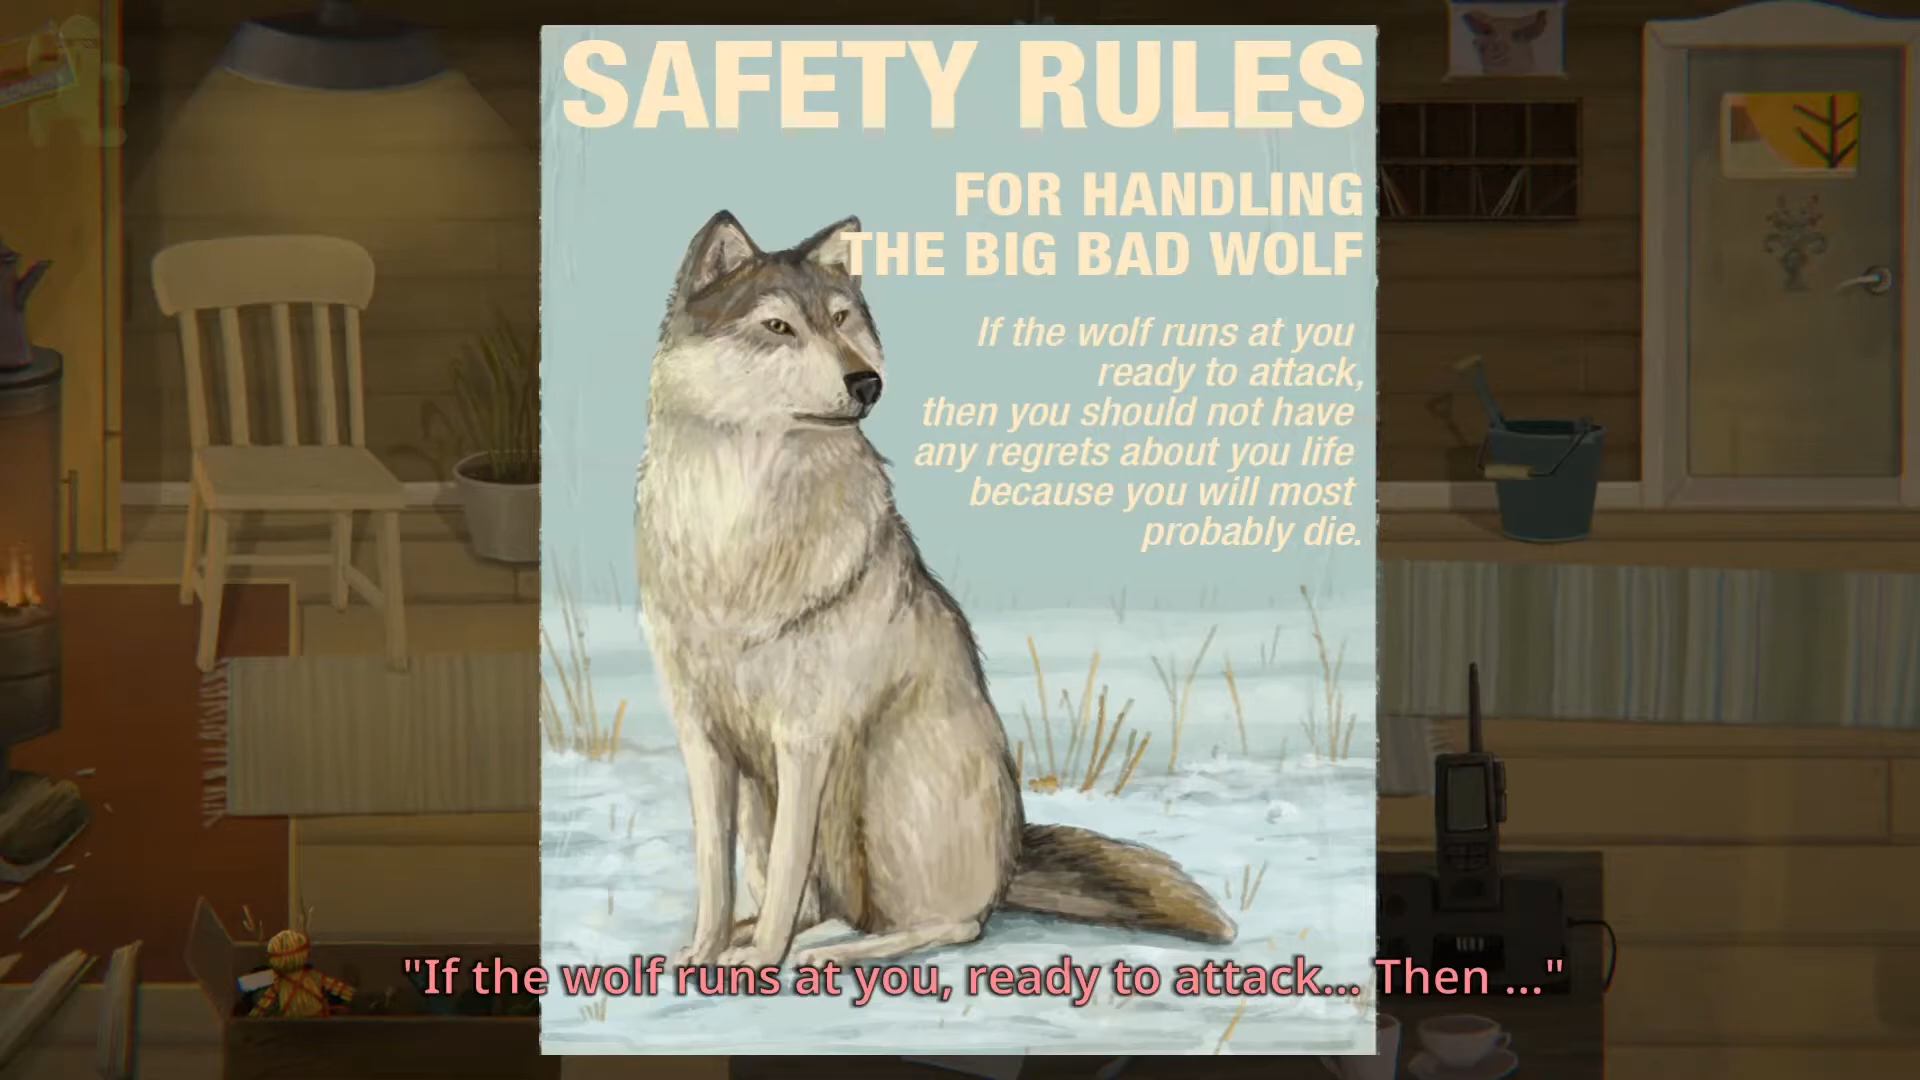 SAFETY RULES
FOR HANDLING
THE BIG BAD WOLF
If the wolf runs at you
ready to attack,
then you should not have
any regrets about you life
because you will most
probably die.
"If the wolf runs at you, ready to attack... Then ..."